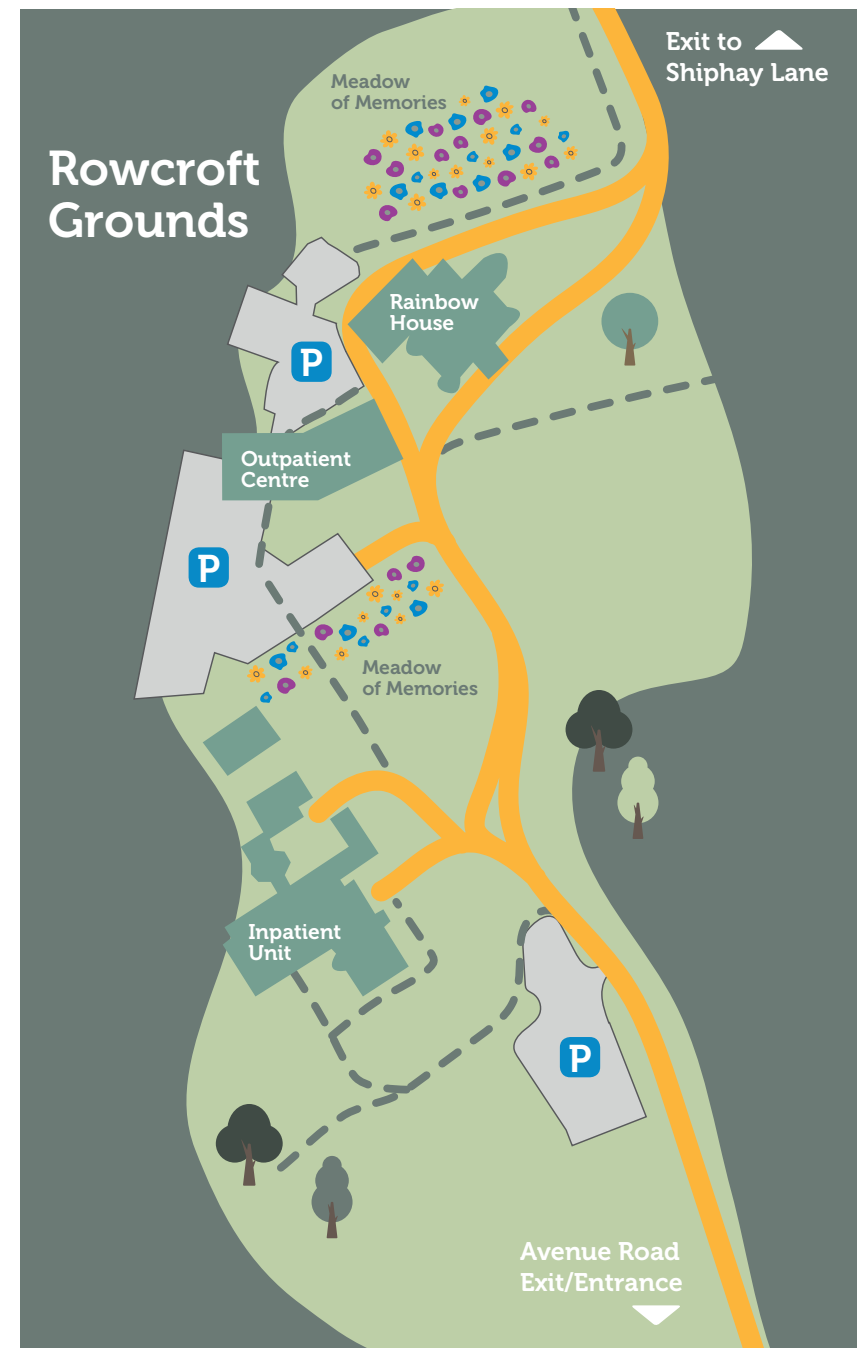 Exit to
Shiphay Lane
Meadow
of Memories
Rowcroft
Grounds
Rainbow
House
P
Outpatient
Centre
P
Meadow
of Memories
Inpatient
Unit
P
Avenue Road
Exit/Entrance